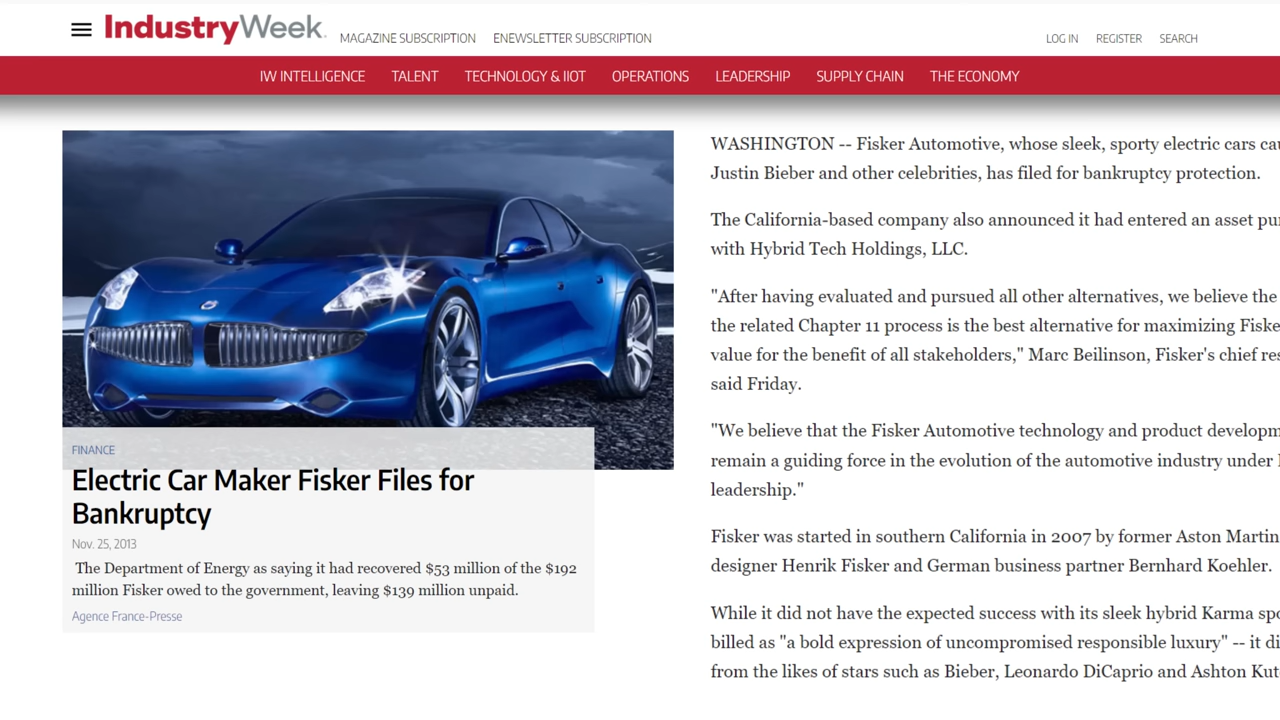 IndustryWeek.
MAGAZINE SUBSCRIPTION
ENEWSLETTER SUBSCRIPTION
LOG IN
REGISTER
SEARCH
IW INTELLIGENCE
TALENT
TECHNOLOGY & IIOT
OPERATIONS
LEADERSHIP
SUPPLY CHAIN
THE ECONOMY
FINANCE
Electric Car Maker Fisker Files for
Bankruptcy
Nov. 25, 2013
The Department of Energy as saying it had recovered $53 million of the $192
million Fisker owed to the government, leaving $139 million unpaid.
Agence France-Presse
WASHINGTON -- Fisker Automotive, whose sleek, sporty electric cars
Justin Bieber and other celebrities, has filed for bankruptcy protection.
The California-based company also announced it had entered an asset
with Hybrid Tech Holdings, LLC.
"After having evaluated and pursued all other alternatives, we believe the
the related Chapter 11 process is the best alternative for maximizing
value for the benefit of all stakeholders," Marc Beilinson, Fisker's chief
said Friday.
"We believe that the Fisker Automotive technology and product
remain a guiding force in the evolution of the automotive industry under
leadership."
Fisker was started in southern California in 2007 by former Aston Martin
designer Henrik Fisker and German business partner Bernhard Koehler.
While it did not have the expected success with its sleek hybrid Karma
billed as "a bold expression of uncompromised responsible luxury" -- it
from the likes of stars such as Bieber, Leonardo DiCaprio and Ashton